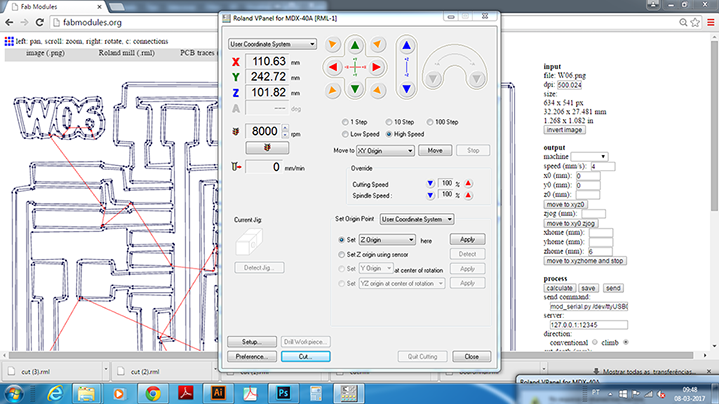 Fab Modules
fabmodules.org
left: pan, scroll: zoom, right: rotate, c: connections
image (.png)
Roland mill (.rml)
PCB traces
W06
Roland VPanel for MDX-40A [RML-1]
User Coordinate System
X 110.63 mm
Y 242.72 mm
Z 101.82 mm
A --- deg
8000 rpm
0 mm/min
Current Jig:
Detect Jig...
Setup...
Drill Workpiece...
Preference...
Cut...
1 Step
10 Step
100 Step
Low Speed
High Speed
Move to
XY Origin
Move
Stop
Override
Cutting Speed
100 %
Spindle Speed :
100 %
Set Origin Point
User Coordinate System
Set
Z Origin
here
Apply
Set Z origin using sensor
Detect
Set
Y Origin
at center of rotation
Apply
Set
YZ origin at center of rotation
Apply
Quit Cutting
Close
input
file: W06.png
dpi: 500.024
size:
634 x 541 px
32.206 x 27.481 mm
1.268 x 1.082 in
invert image
output
machine
speed (mm/s): 4
x0 (mm): 0
y0 (mm): 0
z0 (mm):
move to xyz0
zjog (mm):
move to xy0 zjog
xhome (mm):
yhome (mm):
zhome (mm): 6
move to xyzhome and stop
process
calculate
save
send
send command:
mod_serial.py /dev/ttyUSB0
server:
127.0.0.1:12345
direction:
conventional
climb
cut (3).rml
cut (2).rml
Mostrar todas as transferências...
Roland VPanel for MDX-40A
PT
09:48
08-03-2017